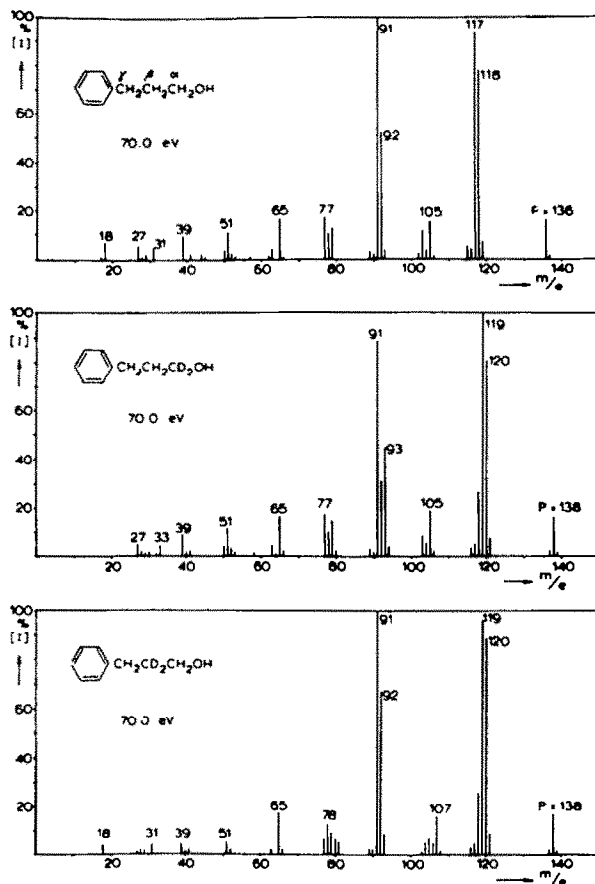 100
%
[I]
80
60
40
20
γ β α
CH2CH2CH2OH
70.0 eV
18
27
31
39
51
65
77
91
92
105
117
118
P = 136
20 40 60 80 100 120 140
m/e
100
%
[I]
80
60
40
20
CH2CH2CD2OH
70.0 eV
27
33
39
51
65
77
91
93
105
119
120
P = 138
20 40 60 80 100 120 140
m/e
100
%
[I]
80
60
40
20
CH2CD2CH2OH
70.0 eV
18
31
39
51
65
78
91
92
107
119
120
P = 138
20 40 60 80 100 120 140
m/e